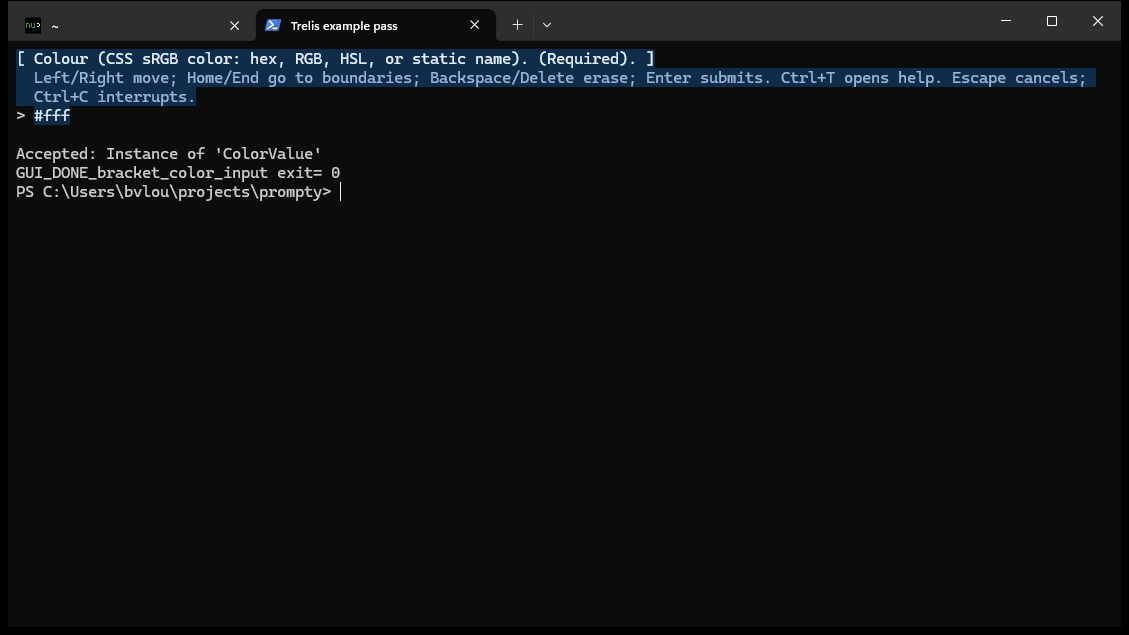 nu> ~
Trelis example pass
[ Colour (CSS sRGB color: hex, RGB, HSL, or static name). (Required). ]
Left/Right move; Home/End go to boundaries; Backspace/Delete erase; Enter submits. Ctrl+T opens help. Escape cancels;
Ctrl+C interrupts.
> #fff
Accepted: Instance of 'ColorValue'
GUI_DONE_bracket_color_input exit= 0
PS C:\Users\bvlou\projects\prompty>